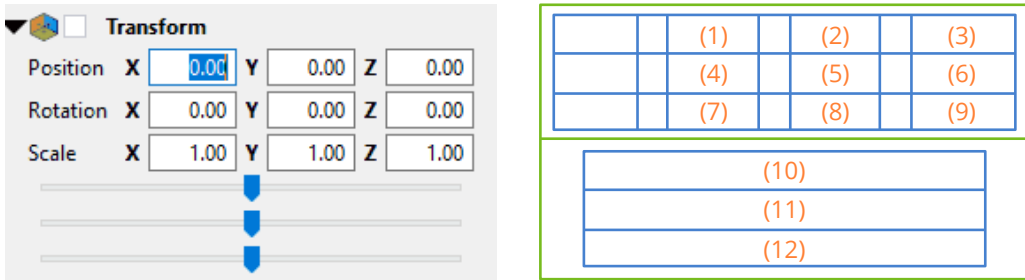 Transform
Position X 0.00 Y 0.00 Z 0.00
Rotation X 0.00 Y 0.00 Z 0.00
Scale X 1.00 Y 1.00 Z 1.00
(1) (2) (3)
(4) (5) (6)
(7) (8) (9)
(10)
(11)
(12)